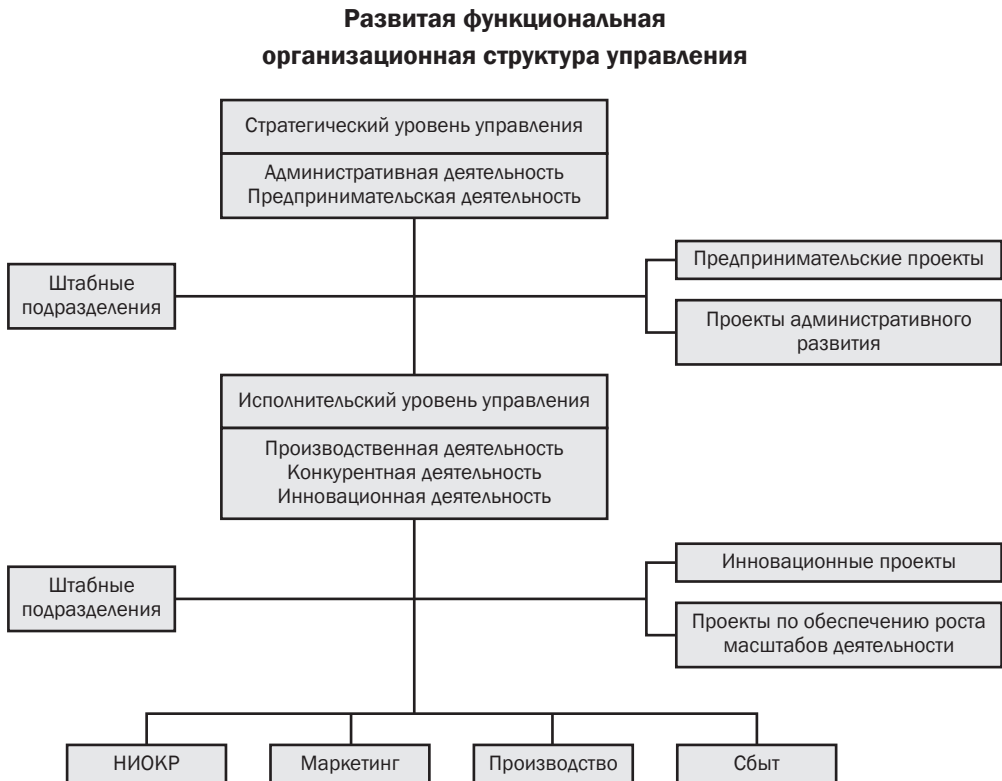 Развитая функциональная
организационная структура управления
Стратегический уровень управления
Административная деятельность
Предпринимательская деятельность
Штабные
подразделения
Предпринимательские проекты
Проекты административного
развития
Исполнительский уровень управления
Производственная деятельность
Конкурентная деятельность
Инновационная деятельность
Штабные
подразделения
Инновационные проекты
Проекты по обеспечению роста
масштабов деятельности
НИОКР
Маркетинг
Производство
Сбыт